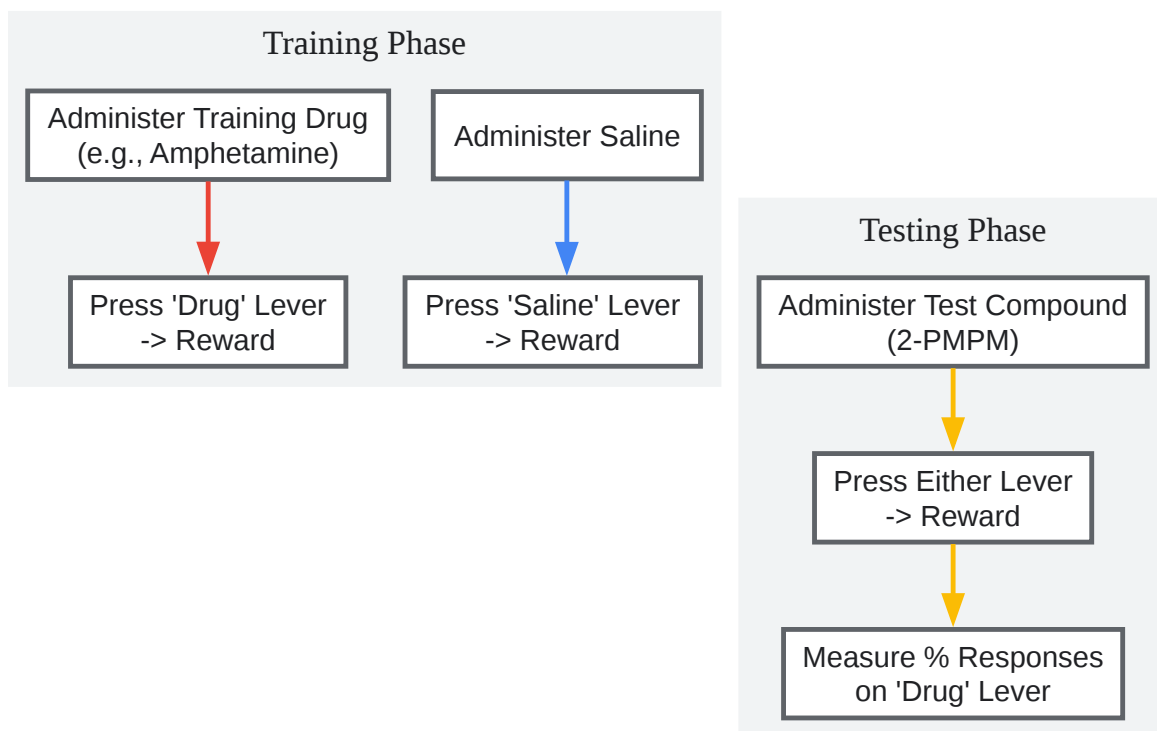 Training Phase
Administer Training Drug
(e.g., Amphetamine)
Administer Saline
Press 'Drug' Lever
-> Reward
Press 'Saline' Lever
-> Reward
Testing Phase
Administer Test Compound
(2-PMPM)
Press Either Lever
-> Reward
Measure % Responses
on 'Drug' Lever